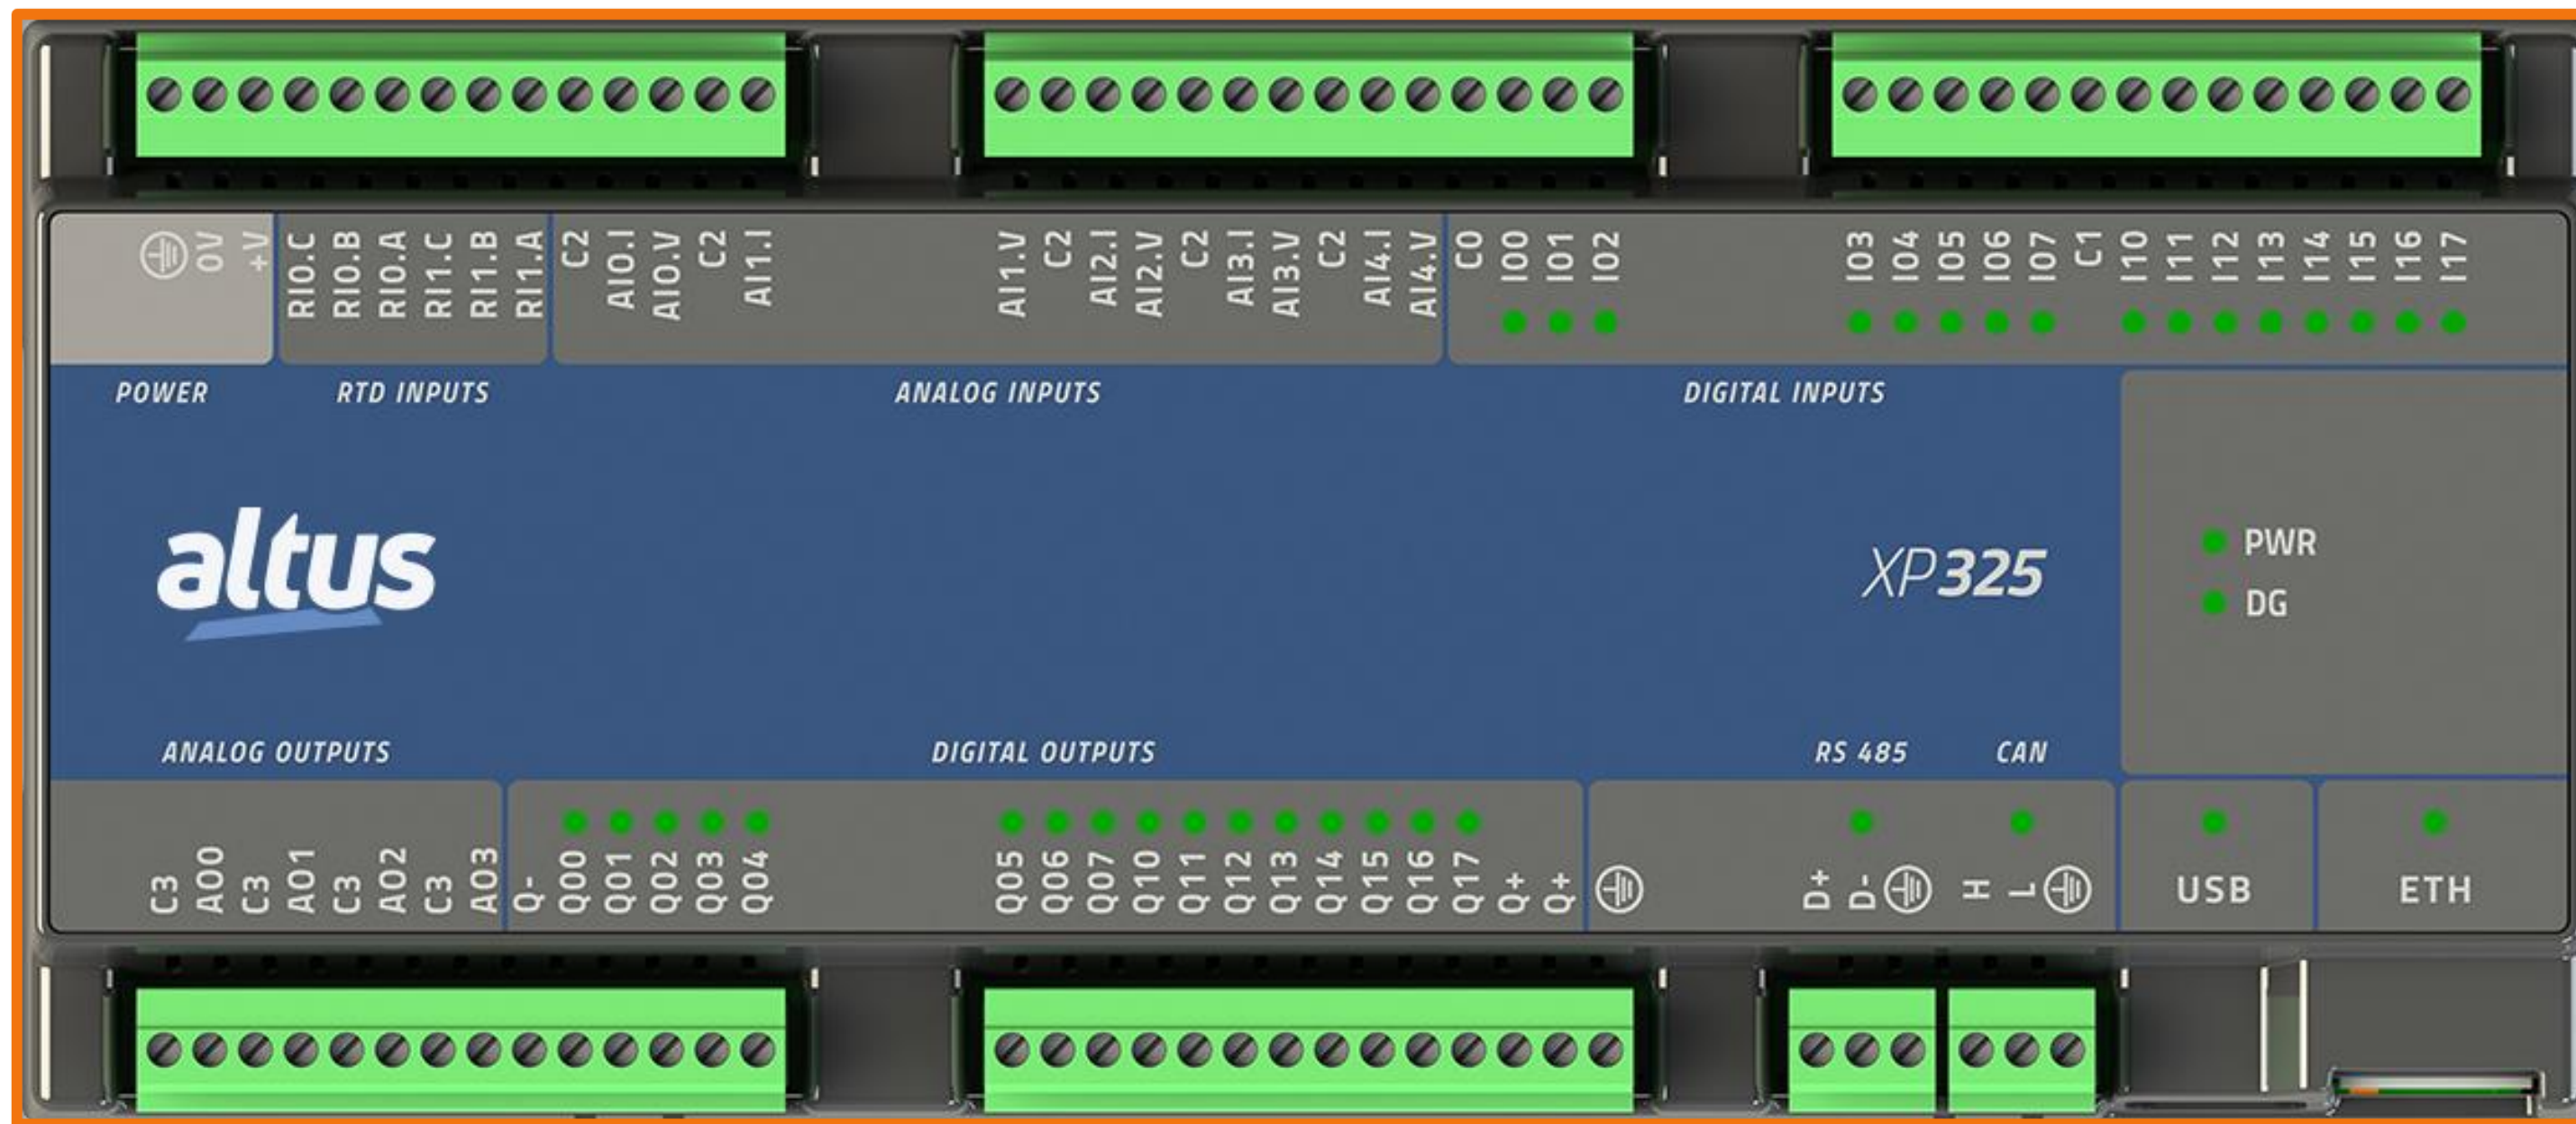 0V +V RI0.C RI0.B RI0.A RI1.C RI1.B RI1.A C2 AI0.I AI0.V C2 AI1.I AI1.V C2 AI2.I AI2.V C2 AI3.I AI3.V C2 AI4.I AI4.V C0 I00 I01 I02 I03 I04 I05 I06 I07 C1 I10 I11 I12 I13 I14 I15 I16 I17
POWER RTD INPUTS ANALOG INPUTS DIGITAL INPUTS
altus
XP325
PWR
DG
ANALOG OUTPUTS DIGITAL OUTPUTS RS 485 CAN
C3 AO0 C3 AO1 C3 AO2 C3 AO3 Q- Q00 Q01 Q02 Q03 Q04 Q05 Q06 Q07 Q10 Q11 Q12 Q13 Q14 Q15 Q16 Q17 Q+ Q+ D+ D- H L USB ETH